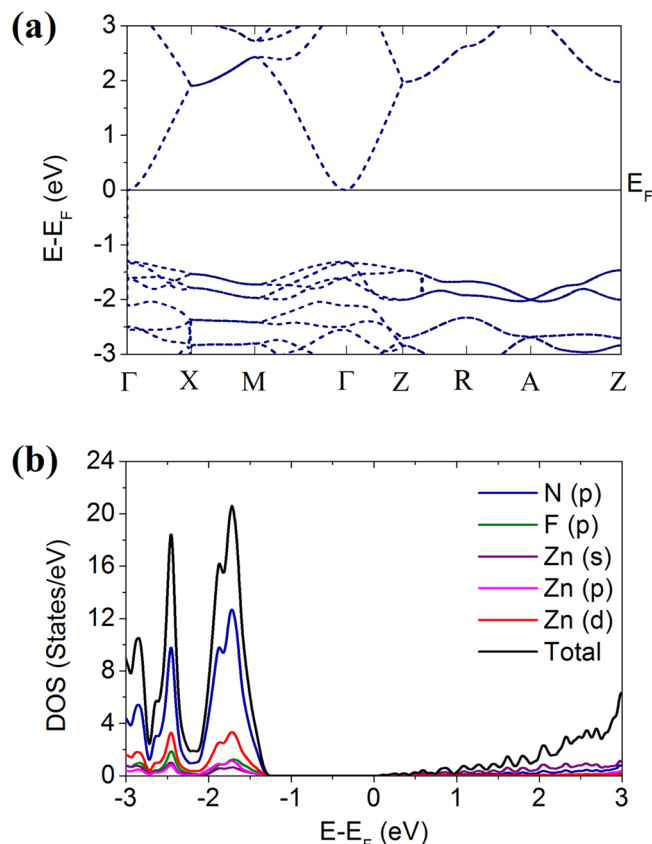 (a)
3
2
1
0
-1
-2
-3
E-E_F (eV)
E_F
Γ X M Γ Z R A Z
(b)
24
20
16
12
8
4
0
DOS (States/eV)
N (p)
F (p)
Zn (s)
Zn (p)
Zn (d)
Total
-3 -2 -1 0 1 2 3
E-E_F (eV)